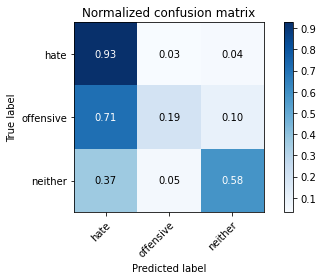 Normalized confusion matrix
hate 0.93 0.03 0.04
offensive 0.71 0.19 0.10
neither 0.37 0.05 0.58
hate offensive neither
True label
Predicted label
0.9
0.8
0.7
0.6
0.5
0.4
0.3
0.2
0.1